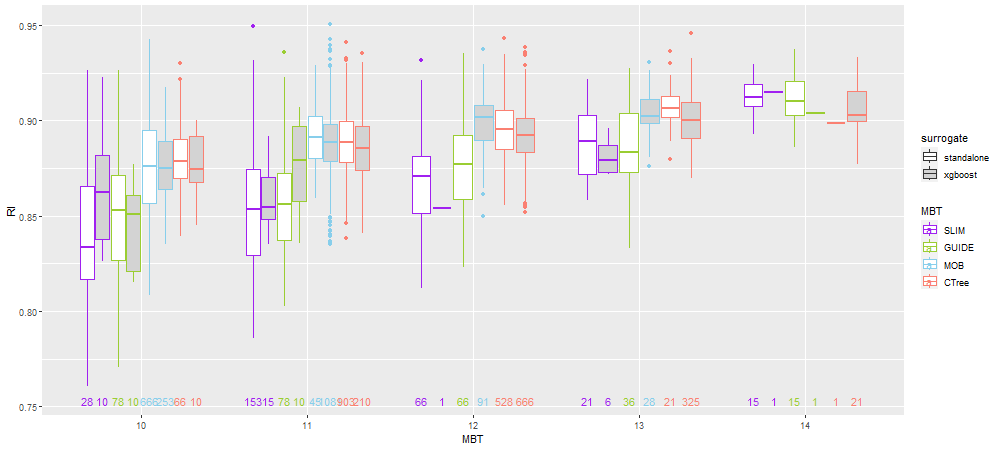 0.95
0.90
0.85
0.80
0.75
RI
28 10 78 10 666 253 66 10
153 15 78 10 45 210
66 1 66 91 528 666
21 6 36 28 21 325
15 1 15 1 1 21
10 11 12 13 14
MBT
surrogate
standalone
xgboost
MBT
SLIM
GUIDE
MOB
CTree